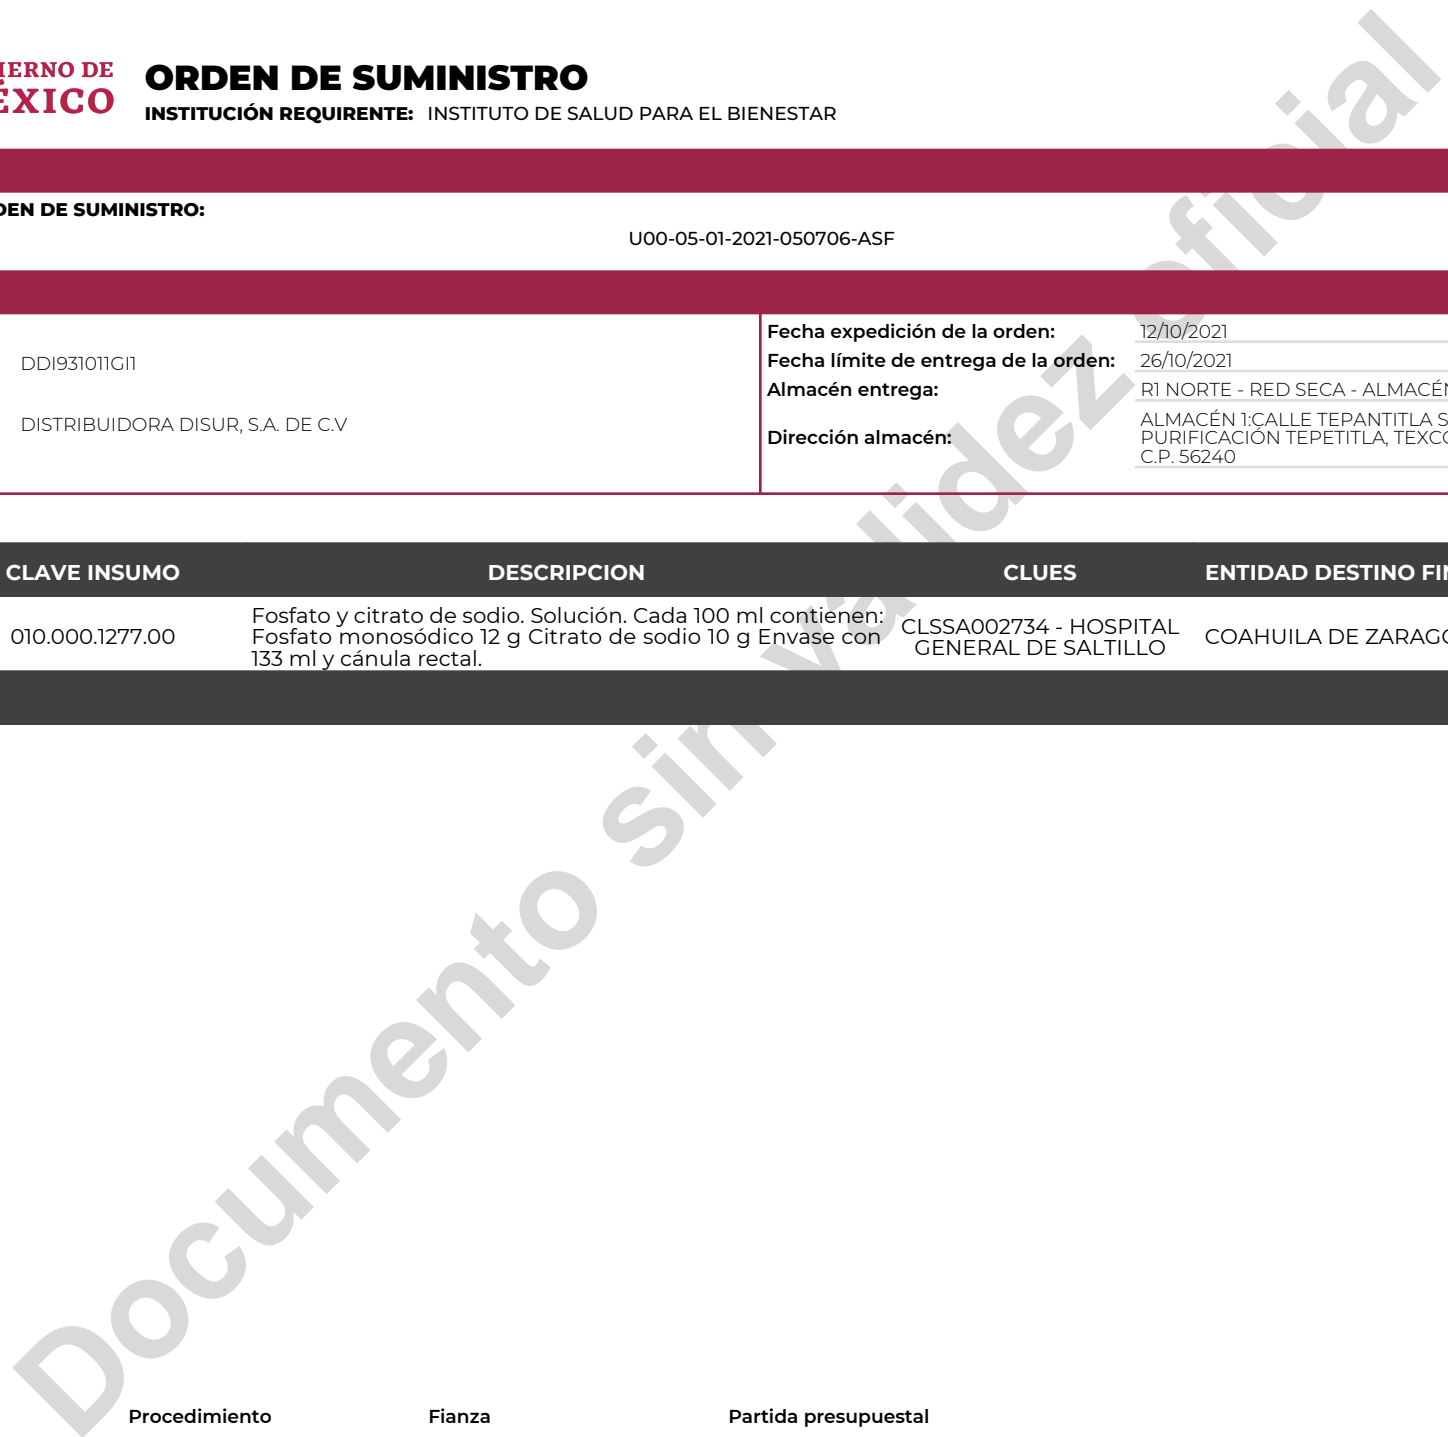 IERNO DE
ÉXICO
ORDEN DE SUMINISTRO
INSTITUCIÓN REQUIRENTE: INSTITUTO DE SALUD PARA EL BIENESTAR
DEN DE SUMINISTRO:
U00-05-01-2021-050706-ASF
DDI931011GI1
DISTRIBUIDORA DISUR, S.A. DE C.V
Fecha expedición de la orden: 12/10/2021
Fecha límite de entrega de la orden: 26/10/2021
Almacén entrega: R1 NORTE - RED SECA - ALMACÉN
Dirección almacén:
ALMACÉN 1:CALLE TEPANTITLA S
PURIFICACIÓN TEPETITLA, TEXCO
C.P. 56240
CLAVE INSUMO DESCRIPCION CLUES ENTIDAD DESTINO FIN
010.000.1277.00
Fosfato y citrato de sodio. Solución. Cada 100 ml contienen:
Fosfato monosódico 12 g Citrato de sodio 10 g Envase con
133 ml y cánula rectal.
CLSSA002734 - HOSPITAL
GENERAL DE SALTILLO
COAHUILA DE ZARAGO
Documento sin validez oficial
Procedimiento Fianza Partida presupuestal